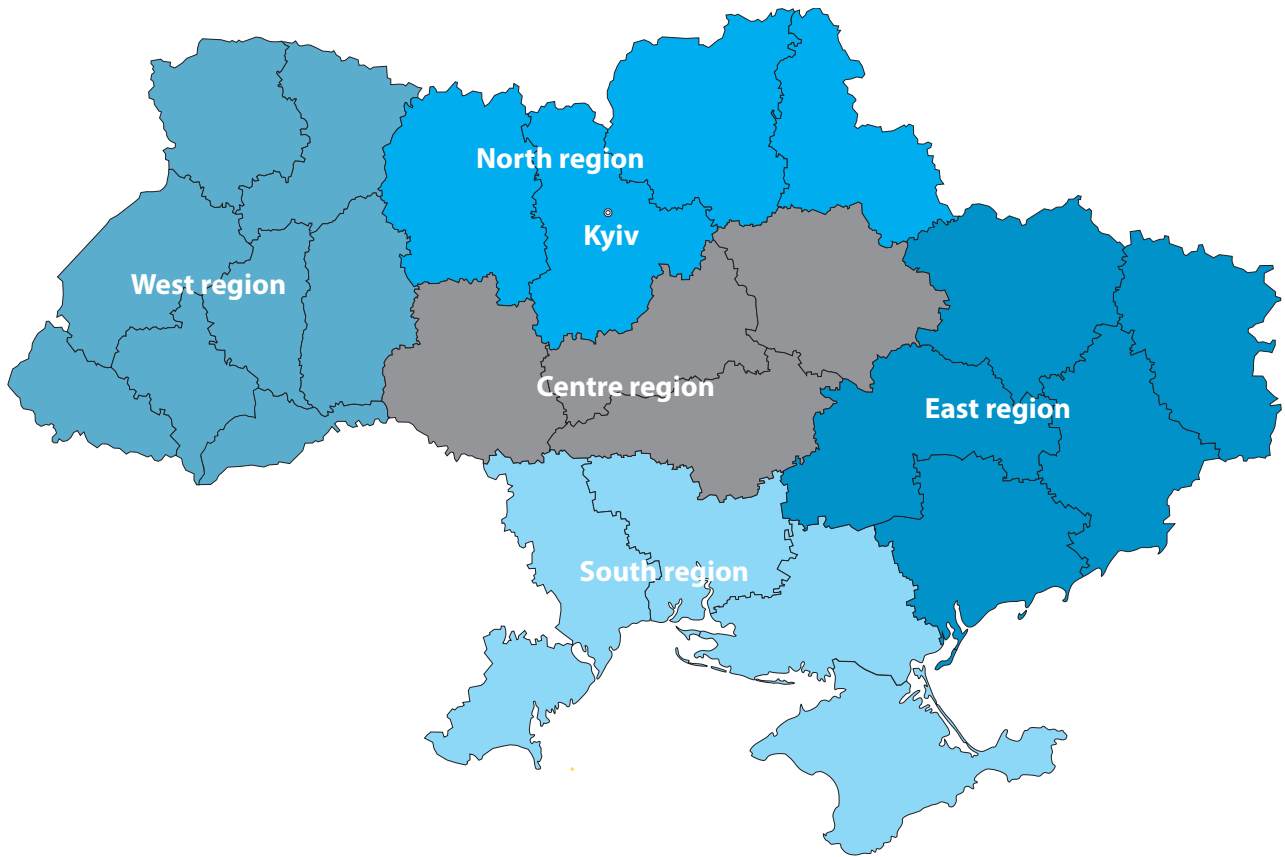 North region
Kyiv
West region
Centre region
East region
South region